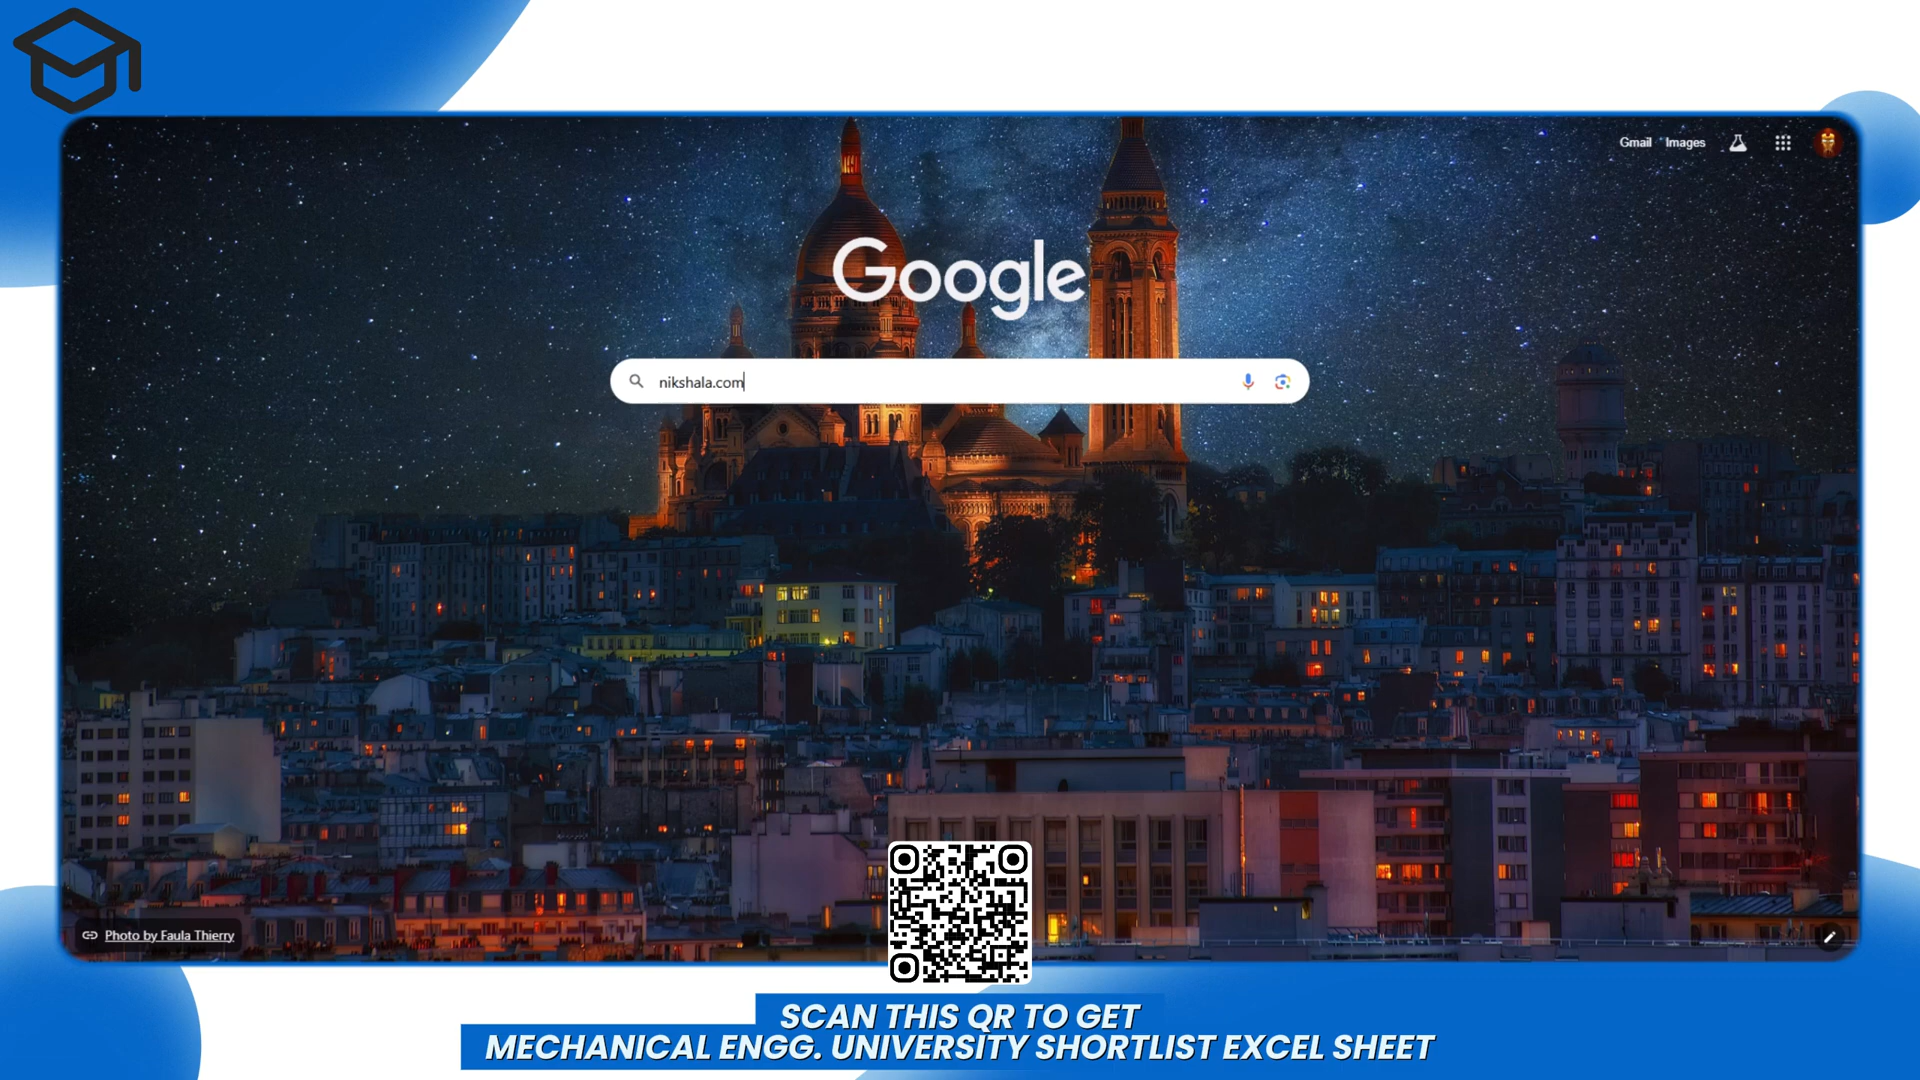 Gmail Images
Google
nikshala.com
Photo by Faula Thierry
SCAN THIS QR TO GET
MECHANICAL ENGG. UNIVERSITY SHORTLIST EXCEL SHEET